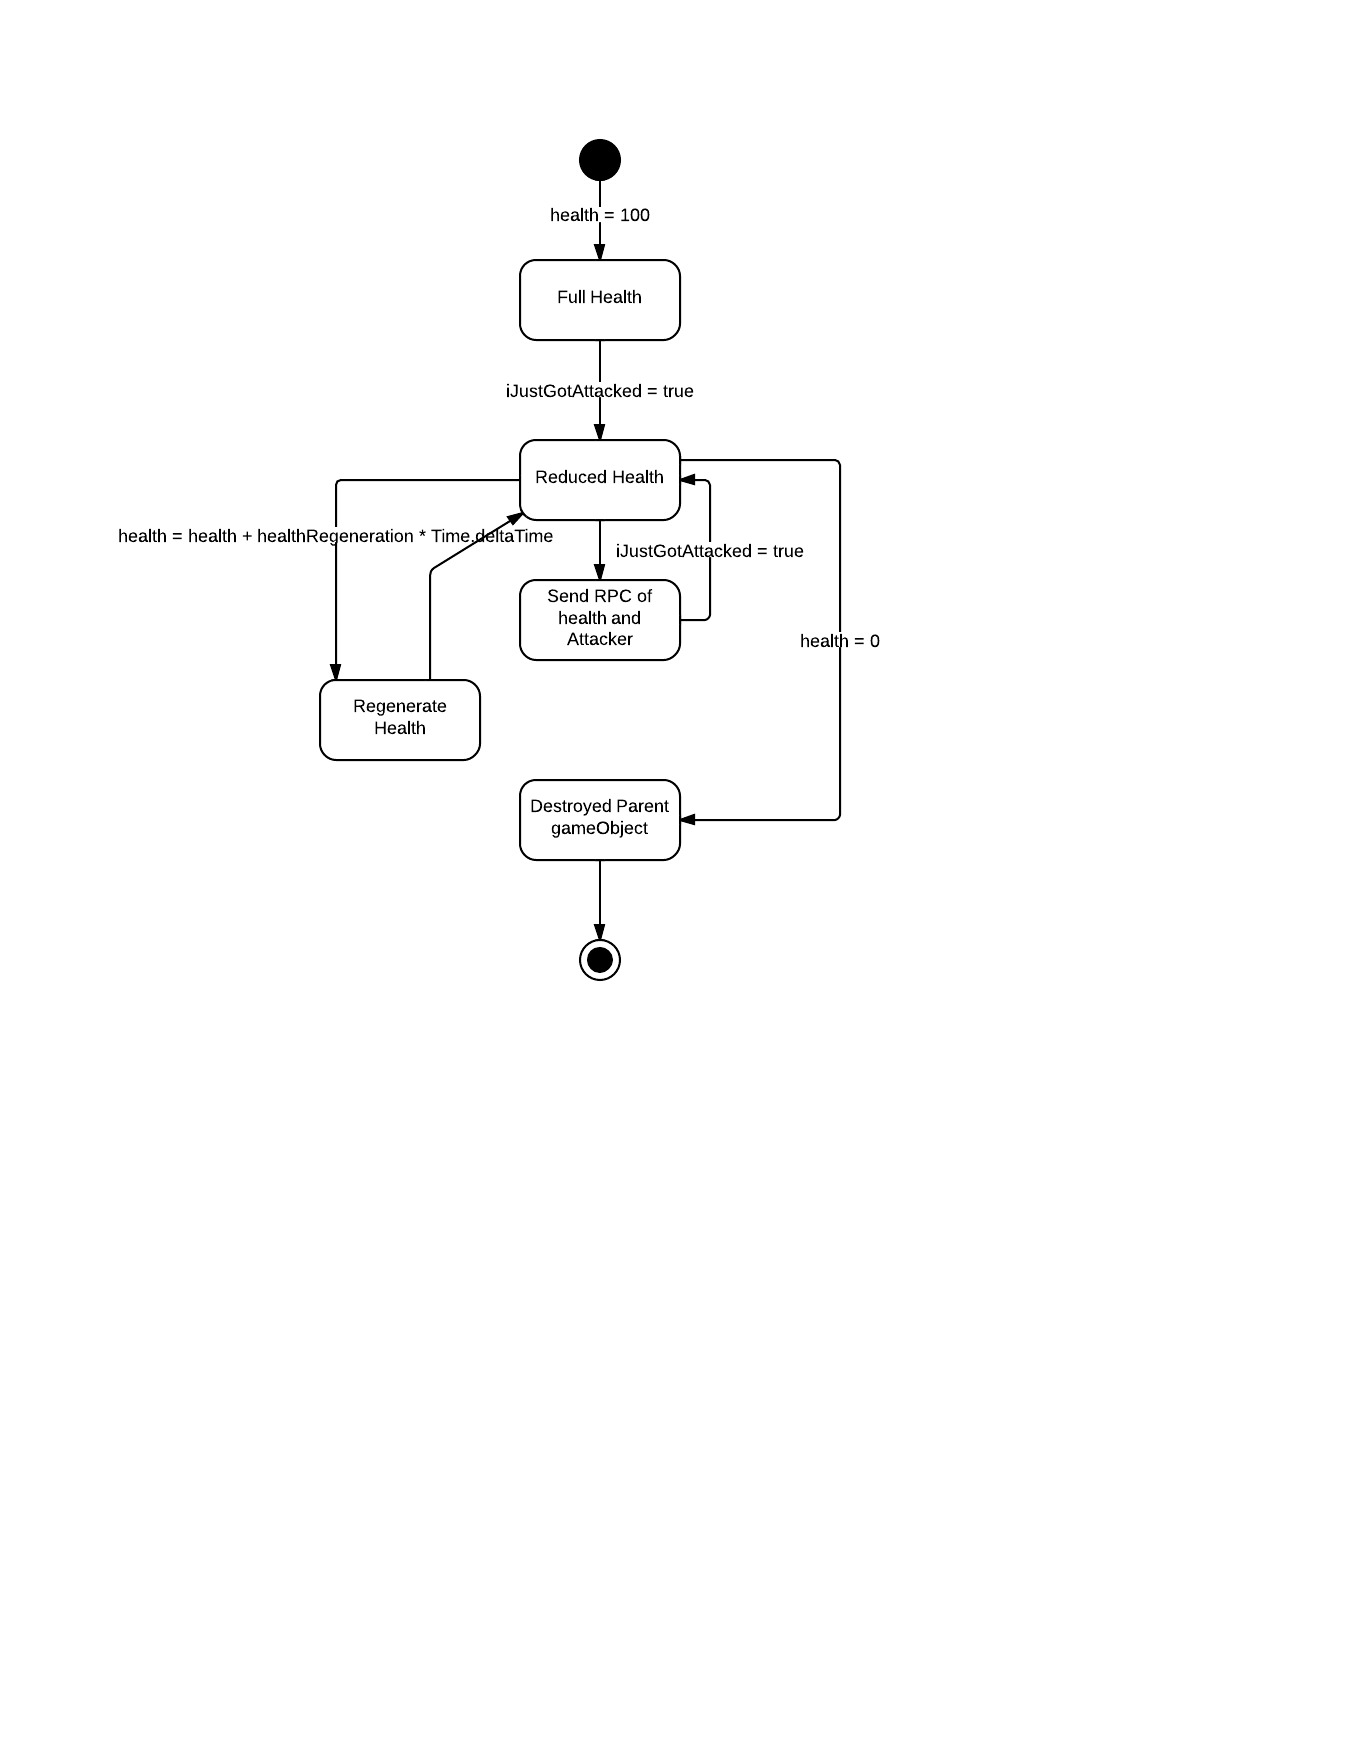 health = 100
Full Health
iJustGotAttacked = true
Reduced Health
health = health + healthRegeneration * Time.deltaTime
iJustGotAttacked = true
Send RPC of
health and
Attacker
health = 0
Regenerate
Health
Destroyed Parent
gameObject